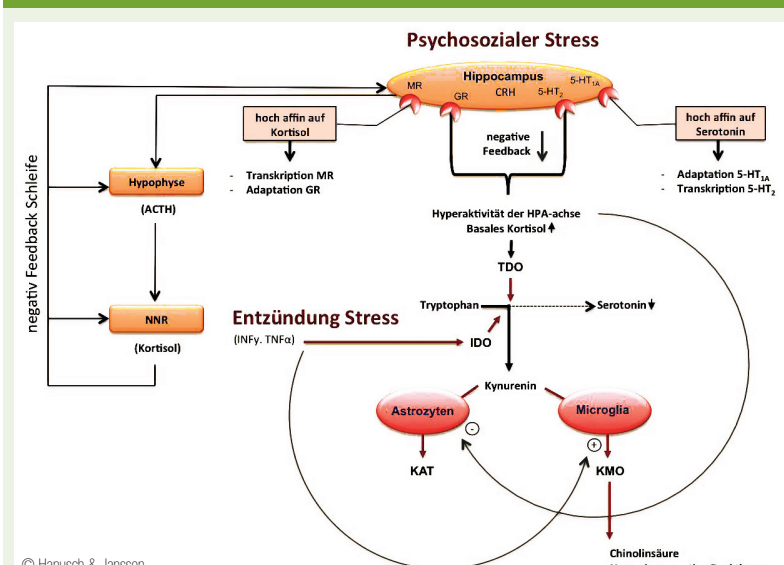 Psychosozialer Stress
Hippocampus
MR
GR
CRH
5-HT2
5-HT1A
hoch affin auf
Kortisol
hoch affin auf
Serotonin
negative
Feedback
- Transkription MR
- Adaptation GR
- Adaptation 5-HT1A
- Transkription 5-HT2
negativ Feedback Schleife
Hypophyse
(ACTH)
Hyperaktivität der HPA-achse
Basales Kortisol
TDO
Tryptophan
Serotonin
NNR
(Kortisol)
Entzündung Stress
(INFγ. TNFα)
IDO
Kynurenin
Astrozyten
Microglia
-
+
KAT
KMO
Chinolinsäure
© Hanusch & Jansson